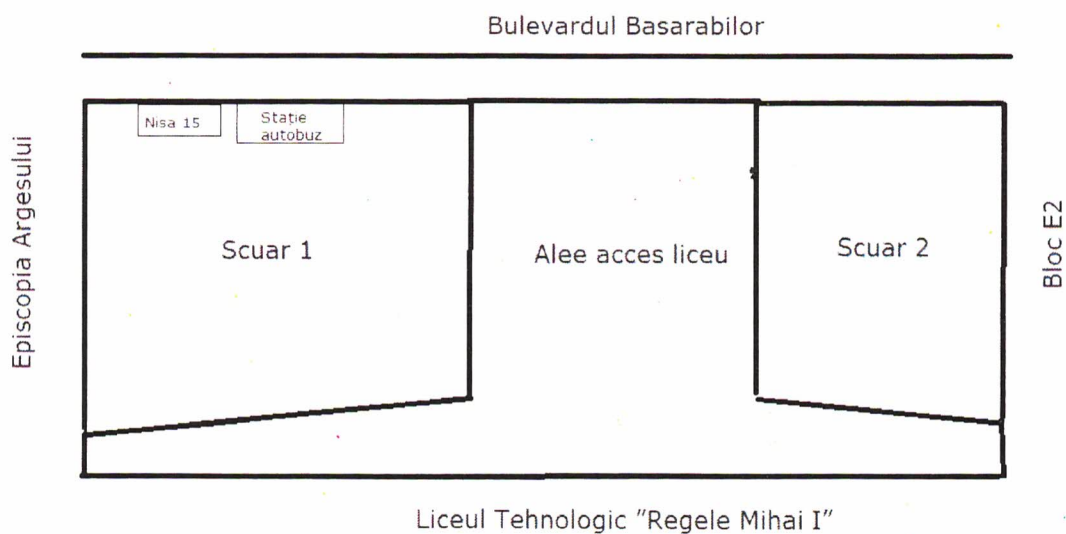 Bulevardul Basarabilor
Nisa 15
Stație
autobuz
Episcopia Argesului
Scuar 1
Alee acces liceu
Scuar 2
Bloc E2
Liceul Tehnologic ”Regele Mihai I”